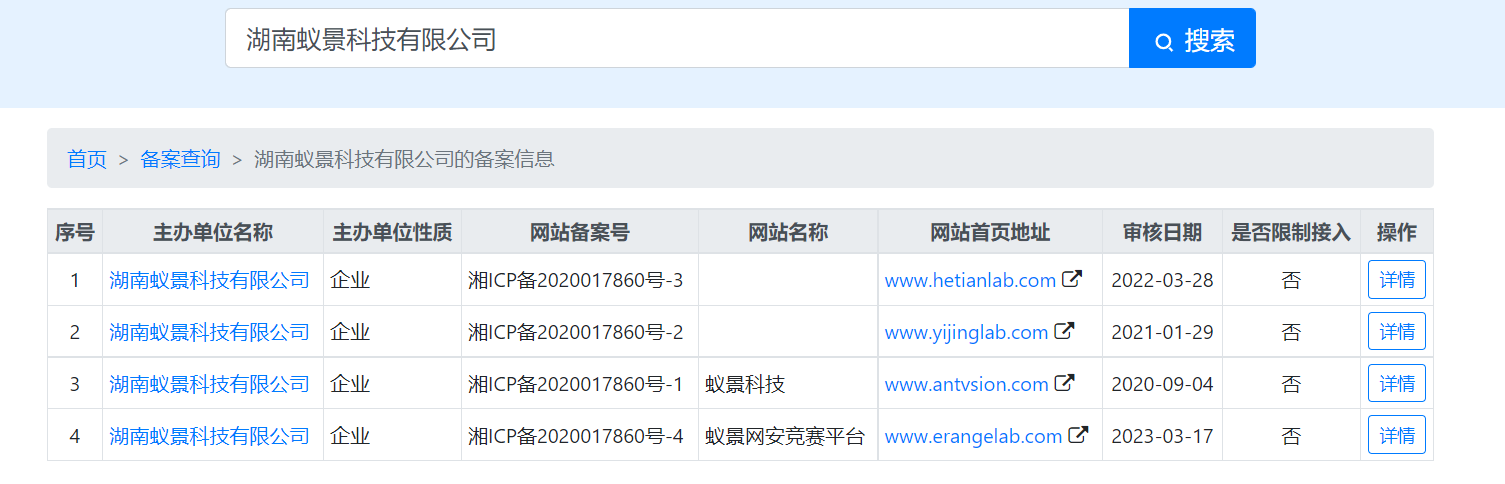 湖南蚁景科技有限公司 搜索
首页 > 备案查询 > 湖南蚁景科技有限公司的备案信息
序号 主办单位名称 主办单位性质 网站备案号 网站名称 网站首页地址 审核日期 是否限制接入 操作
1 湖南蚁景科技有限公司 企业 湘ICP备2020017860号-3 www.hetianlab.com 2022-03-28 否 详情
2 湖南蚁景科技有限公司 企业 湘ICP备2020017860号-2 www.yijinglab.com 2021-01-29 否 详情
3 湖南蚁景科技有限公司 企业 湘ICP备2020017860号-1 蚁景科技 www.antvsion.com 2020-09-04 否 详情
4 湖南蚁景科技有限公司 企业 湘ICP备2020017860号-4 蚁景网安竞赛平台 www.erangelab.com 2023-03-17 否 详情